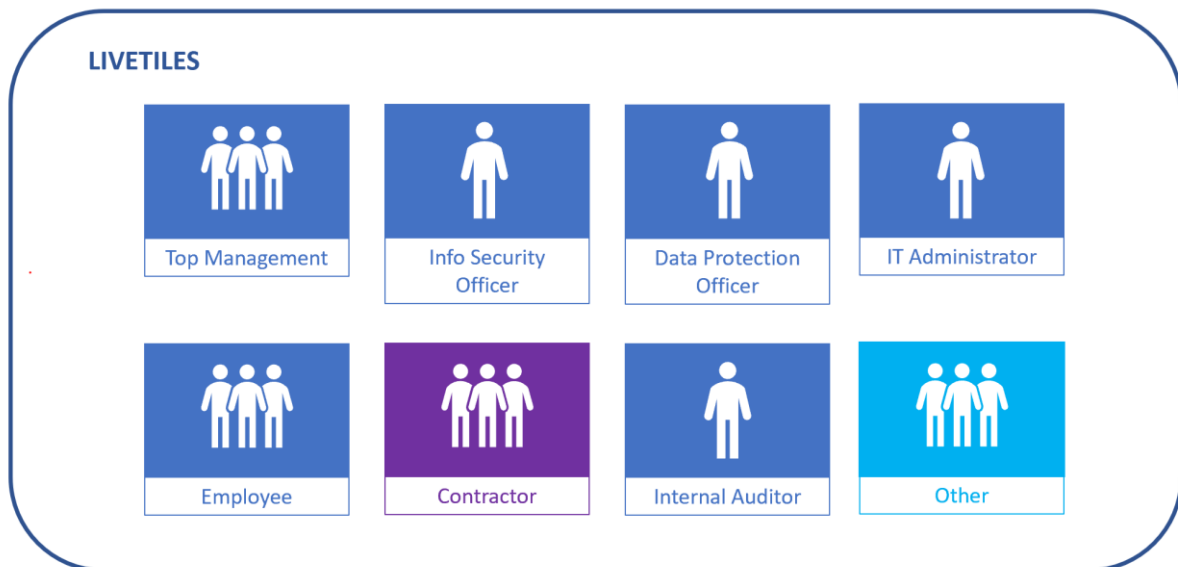 LIVETILES
Top Management
Info Security
Officer
Data Protection
Officer
IT Administrator
Employee
Contractor
Internal Auditor
Other